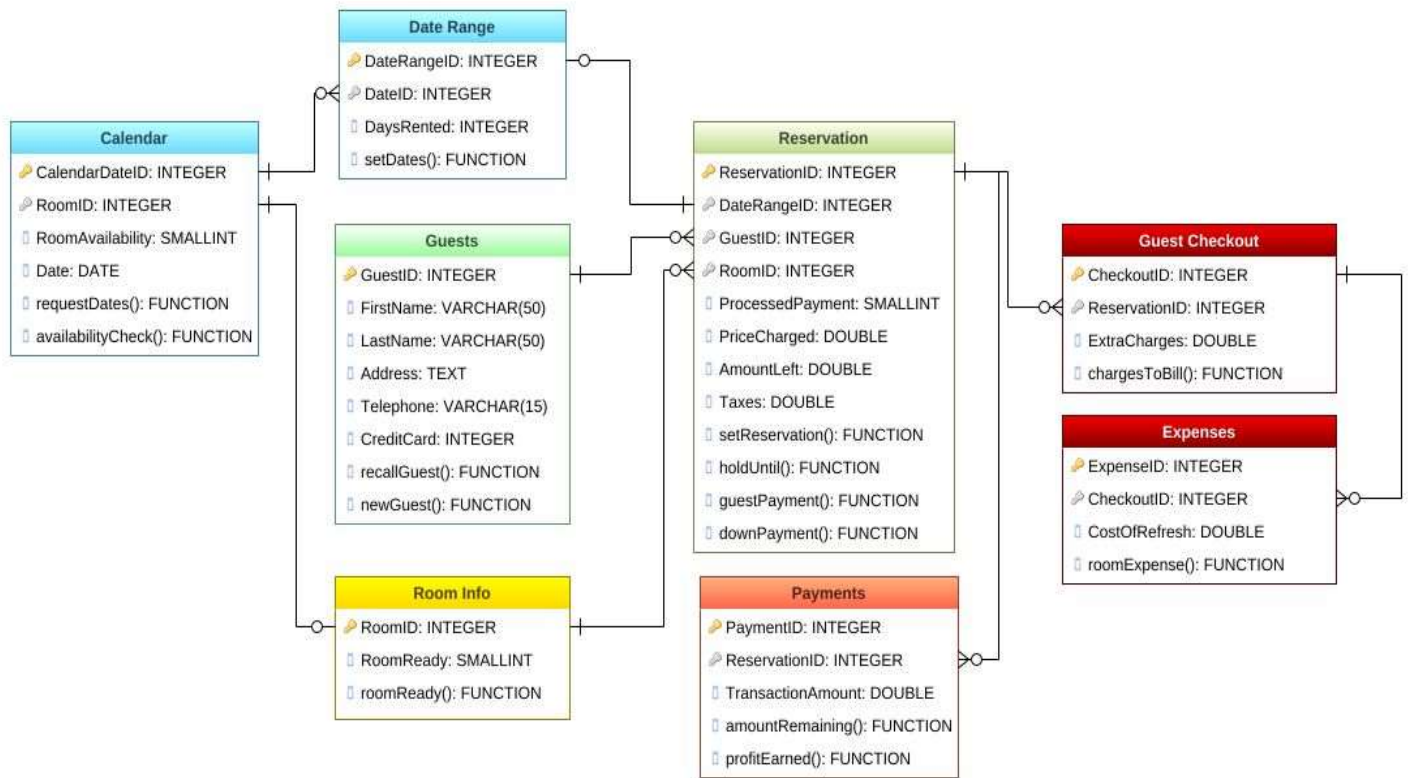 Date Range
DateRangeID: INTEGER
DateID: INTEGER
DaysRented: INTEGER
setDates(): FUNCTION
Calendar
CalendarDateID: INTEGER
RoomID: INTEGER
RoomAvailability: SMALLINT
Date: DATE
requestDates(): FUNCTION
availabilityCheck(): FUNCTION
Guests
GuestID: INTEGER
FirstName: VARCHAR(50)
LastName: VARCHAR(50)
Address: TEXT
Telephone: VARCHAR(15)
CreditCard: INTEGER
recallGuest(): FUNCTION
newGuest(): FUNCTION
Room Info
RoomID: INTEGER
RoomReady: SMALLINT
roomReady(): FUNCTION
Reservation
ReservationID: INTEGER
DateRangeID: INTEGER
GuestID: INTEGER
RoomID: INTEGER
ProcessedPayment: SMALLINT
PriceCharged: DOUBLE
AmountLeft: DOUBLE
Taxes: DOUBLE
setReservation(): FUNCTION
holdUntil(): FUNCTION
guestPayment(): FUNCTION
downPayment(): FUNCTION
Payments
PaymentID: INTEGER
ReservationID: INTEGER
TransactionAmount: DOUBLE
amountRemaining(): FUNCTION
profitEarned(): FUNCTION
Guest Checkout
CheckoutID: INTEGER
ReservationID: INTEGER
ExtraCharges: DOUBLE
chargesToBill(): FUNCTION
Expenses
ExpenseID: INTEGER
CheckoutID: INTEGER
CostOfRefresh: DOUBLE
roomExpense(): FUNCTION